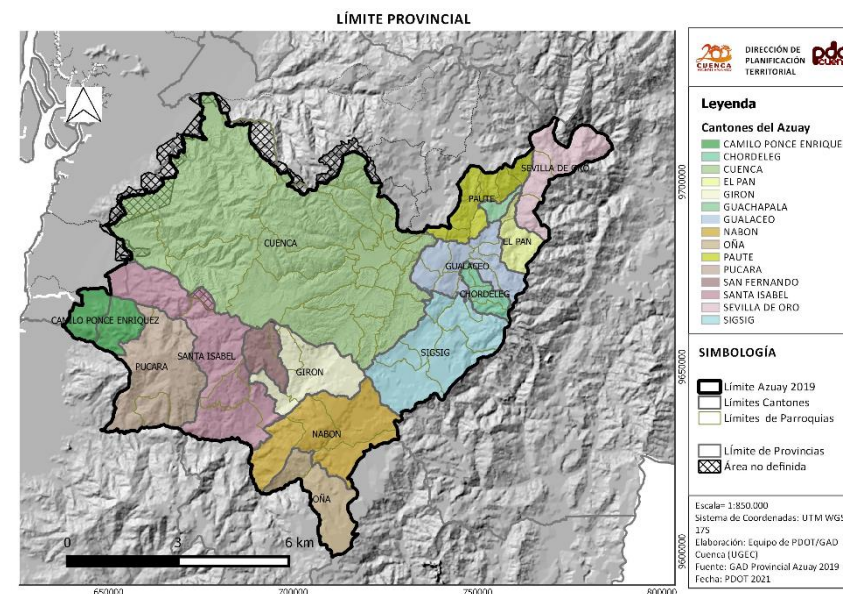 LÍMITE PROVINCIAL
SEVILLA DE ORO
PAUTE
CUENCA
EL PAN
GUALACEO
CHORDELEG
CAMILO PONCE ENRIQUEZ
SANTA ISABEL
SIGSIG
PUCARA
GIRON
NABON
OÑA
0 3 6 km
650000 700000 750000 800000
9700000
9650000
9600000
200
CUENCA
DIRECCIÓN DE
PLANIFICACIÓN
TERRITORIAL
pdo
cuen
Leyenda
Cantones del Azuay
CAMILO PONCE ENRIQUE
CHORDELEG
CUENCA
EL PAN
GIRON
GUACHAPALA
GUALACEO
NABON
OÑA
PAUTE
PUCARA
SAN FERNANDO
SANTA ISABEL
SEVILLA DE ORO
SIGSIG
SIMBOLOGÍA
Límite Azuay 2019
Límites Cantones
Límites de Parroquias
Límite de Provincias
Área no definida
Escala= 1:850.000
Sistema de Coordenadas: UTM WGS
17S
Elaboración: Equipo de PDOT/GAD
Cuenca (UGEC)
Fuente: GAD Provincial Azuay 2019
Fecha: PDOT 2021